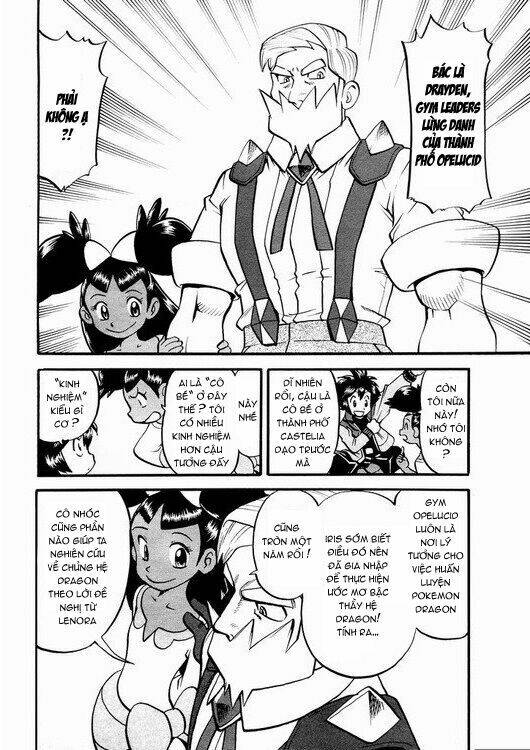 BÁC LÀ
DRAYDEN,
GYM LEADERS
LỪNG DANH
CỦA THÀNH
PHỐ OPELUCID
PHẢI
KHÔNG Ạ
?!
CÒN
TÔI NỮA
NÀY!
NHỚ TÔI
KHÔNG?
DĨ NHIÊN
RỒI, CẬU LÀ
CÔ BÉ Ở
THÀNH PHỐ
CASTELIA
DẠO TRƯỚC
MÀ
NÀY
NHÉ
AI LÀ "CÔ
BÉ" Ở ĐÂY
THẾ? TÔI
CÓ NHIỀU
KINH NGHIỆM
HƠN CẬU
TƯỞNG ĐẤY
"KINH
NGHIỆM"
KIỂU GÌ
CƠ?
GYM
OPELUCID
LUÔN LÀ
NƠI LÝ
TƯỞNG CHO
VIỆC HUẤN
LUYỆN
POKEMON
DRAGON
IRIS SỚM BIẾT
ĐIỀU ĐÓ NÊN
ĐÃ GIA NHẬP
ĐỂ THỰC HIỆN
ƯỚC MƠ BẬC
THẦY HỆ
DRAGON!
TÍNH RA...
CŨNG
TRÒN MỘT
NĂM RỒI!
CÔ NHÓC
CŨNG PHẦN
NÀO GIÚP TA
NGHIÊN CỨU
VỀ CHỦNG HỆ
DRAGON
THEO LỜI ĐỀ
NGHỊ TỪ
LENORA